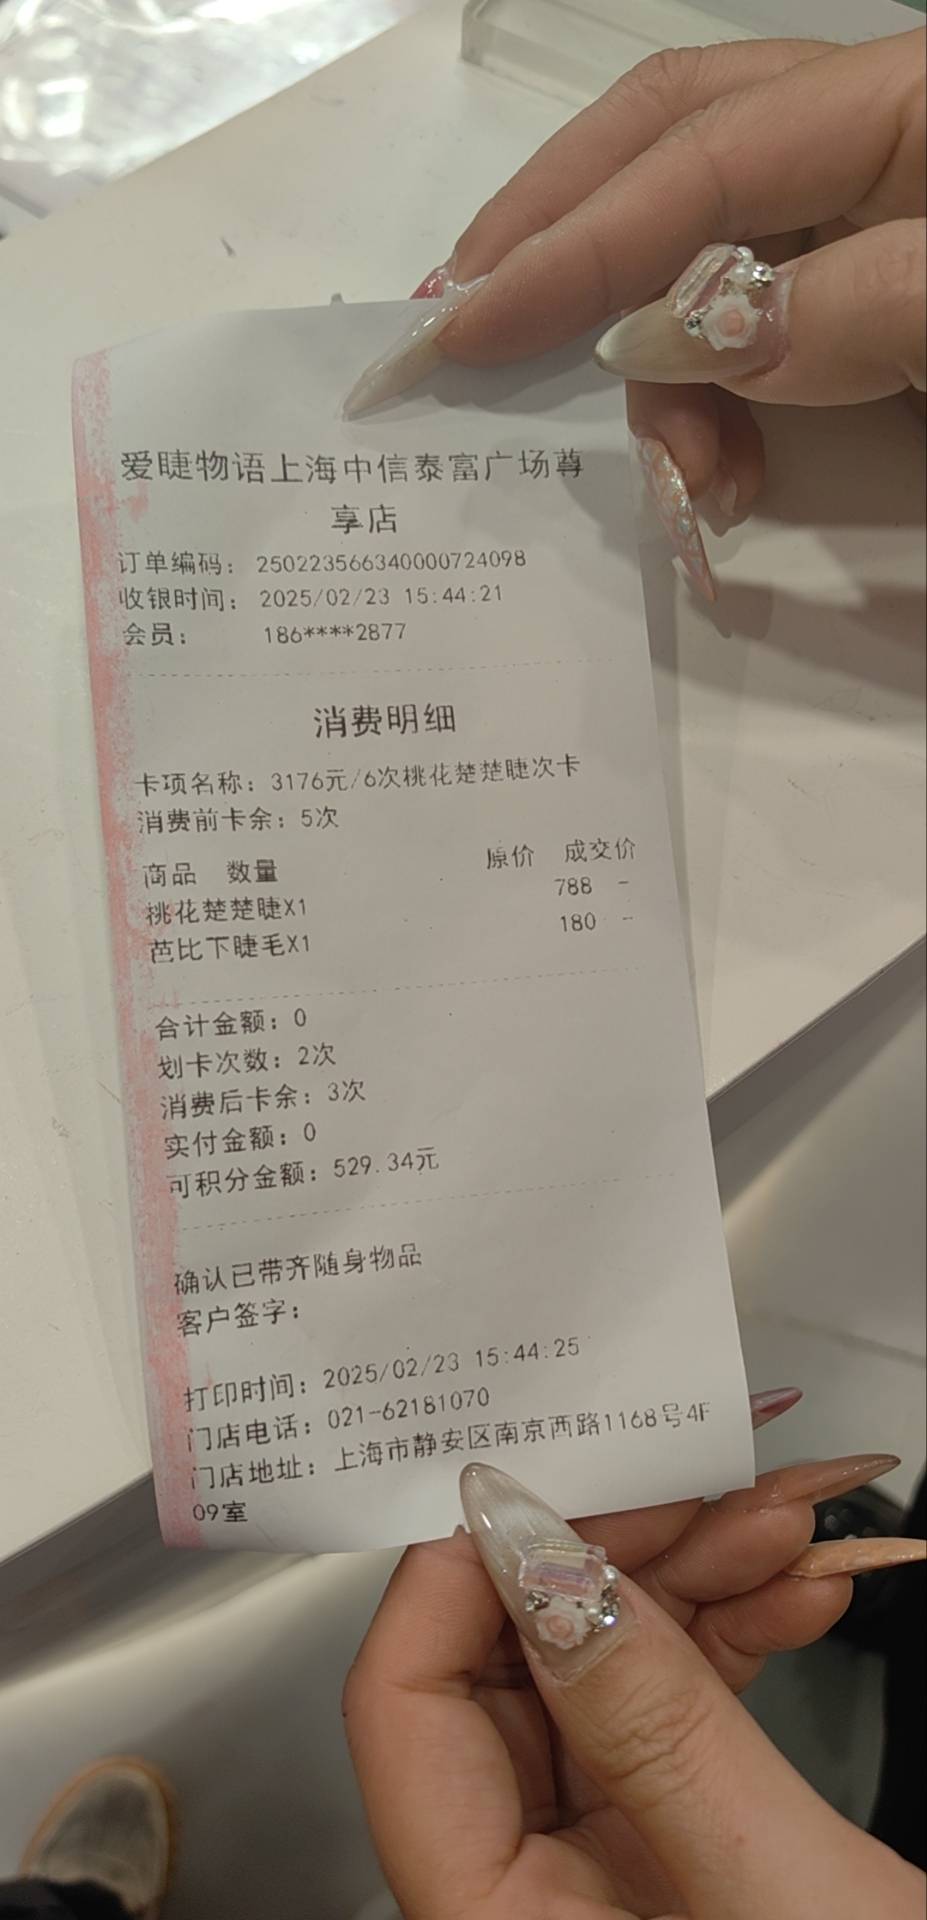 爱睫物语上海中信泰富广场尊
享店
订单编码： 250223566340000724098
收银时间： 2025/02/23 15:44:21
会员： 186****2877
消费明细
卡项名称：3176元/6次桃花楚楚睫次卡
消费前卡余：5次
商品 数量 原价 成交价
桃花楚楚睫X1 788 -
芭比下睫毛X1 180 -
合计金额：0
划卡次数：2次
消费后卡余：3次
实付金额：0
可积分金额：529.34元
确认已带齐随身物品
客户签字：
打印时间：2025/02/23 15:44:25
门店电话：021-62181070
门店地址：上海市静安区南京西路1168号4F
09室